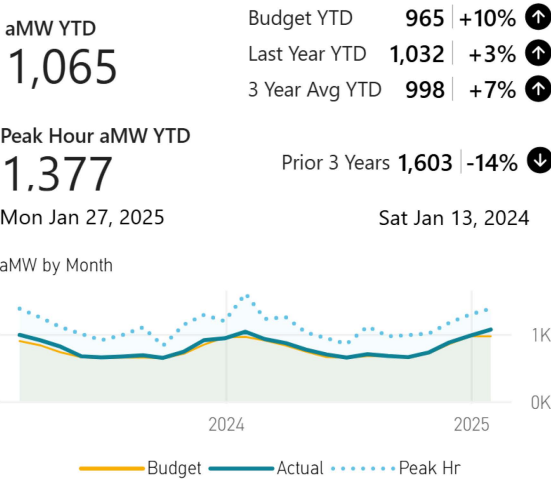 aMW YTD
1,065
Budget YTD 965 +10%
Last Year YTD 1,032 +3%
3 Year Avg YTD 998 +7%
Peak Hour aMW YTD
1,377
Mon Jan 27, 2025
Prior 3 Years 1,603 -14%
Sat Jan 13, 2024
aMW by Month
1K
0K
2024 2025
Budget Actual Peak Hr